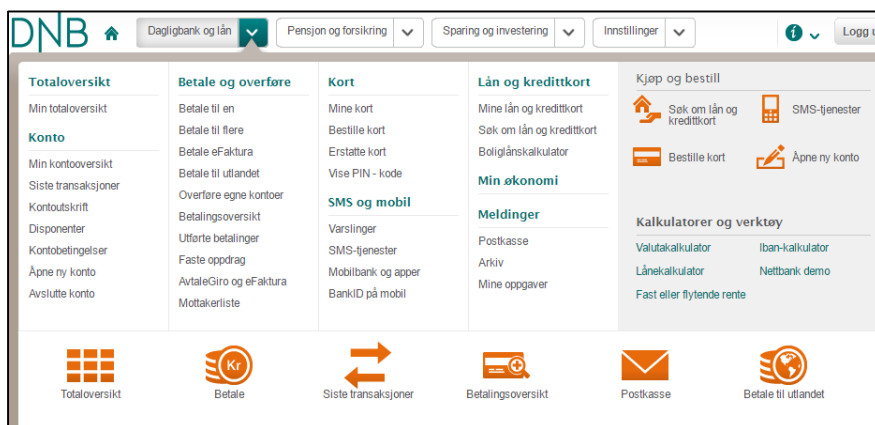 DNB
Dagligbank og lån
Pensjon og forsikring
Sparing og investering
Innstillinger
i
Logg u
Totaloversikt
Min totaloversikt
Konto
Min kontooversikt
Siste transaksjoner
Kontoutskrift
Disponenter
Kontobetingelser
Åpne ny konto
Avslutte konto
Betale og overføre
Betale til en
Betale til flere
Betale eFaktura
Betale til utlandet
Overføre egne kontoer
Betalingsoversikt
Utførte betalinger
Faste oppdrag
AvtaleGiro og eFaktura
Mottakerliste
Kort
Mine kort
Bestille kort
Erstatte kort
Vise PIN - kode
SMS og mobil
Varslinger
SMS-tjenester
Mobilbank og apper
BankID på mobil
Lån og kredittkort
Mine lån og kredittkort
Søk om lån og kredittkort
Boliglånskalkulator
Min økonomi
Meldinger
Postkasse
Arkiv
Mine oppgaver
Kjøp og bestill
Søk om lån og
kredittkort
SMS-tjenester
Bestille kort
Åpne ny konto
Kalkulatorer og verktøy
Valutakalkulator
Iban-kalkulator
Lånekalkulator
Nettbank demo
Fast eller flytende rente
Totaloversikt
Kr
Betale
Siste transaksjoner
Betalingsoversikt
Postkasse
Betale til utlandet